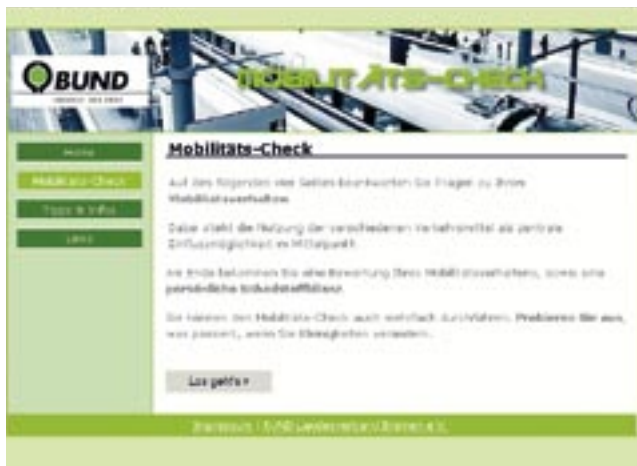 BUND
MOBILITÄTS-CHECK
Home
Mobilitäts-Check
Tipps & Infos
Links
Mobilitäts-Check
Auf den folgenden vier Seiten beantworten Sie Fragen zu Ihrem
Mobilitätsverhalten.
Dabei steht die Nutzung der verschiedenen Verkehrsmittel als zentrale
Einflussmöglichkeit im Mittelpunkt.
Am Ende bekommen Sie eine Bewertung Ihres Mobilitätsverhaltens, sowie eine
persönliche Schadstoffbilanz.
Sie können den Mobilitäts-Check auch mehrfach durchführen. Probieren Sie aus,
was passiert, wenn Sie Kleinigkeiten verändern.
Los geht's »
Impressum | BUND Landesverband Bremen e.V.